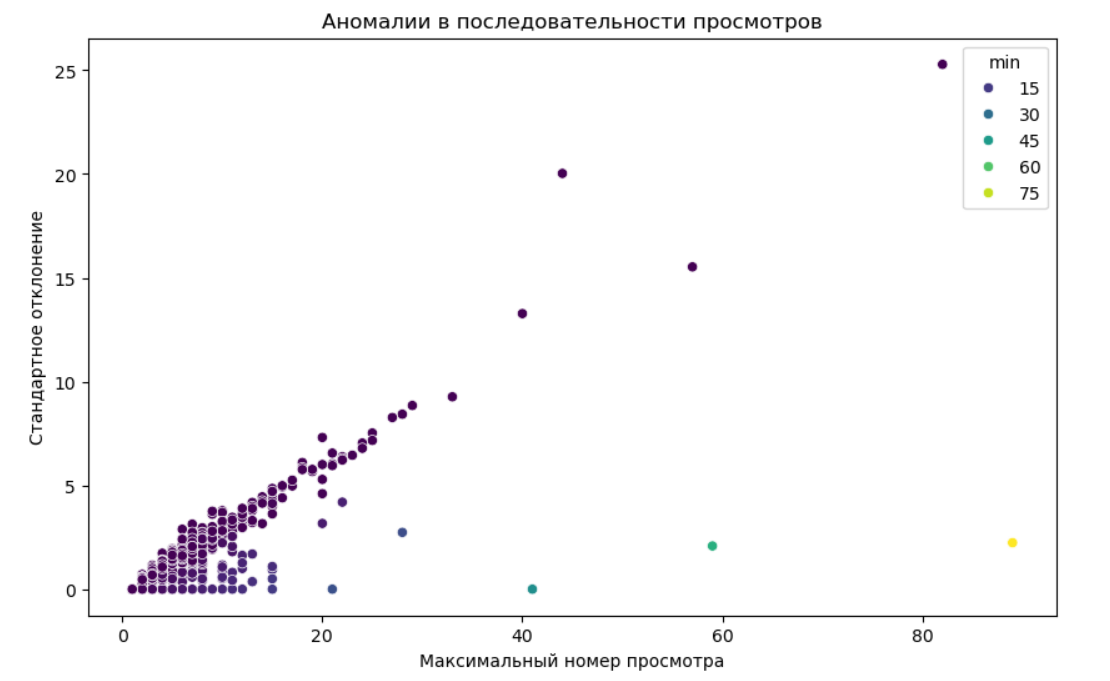 Аномалии в последовательности просмотров
Стандартное отклонение
25
20
15
10
5
0
min
15
30
45
60
75
0 20 40 60 80
Максимальный номер просмотра